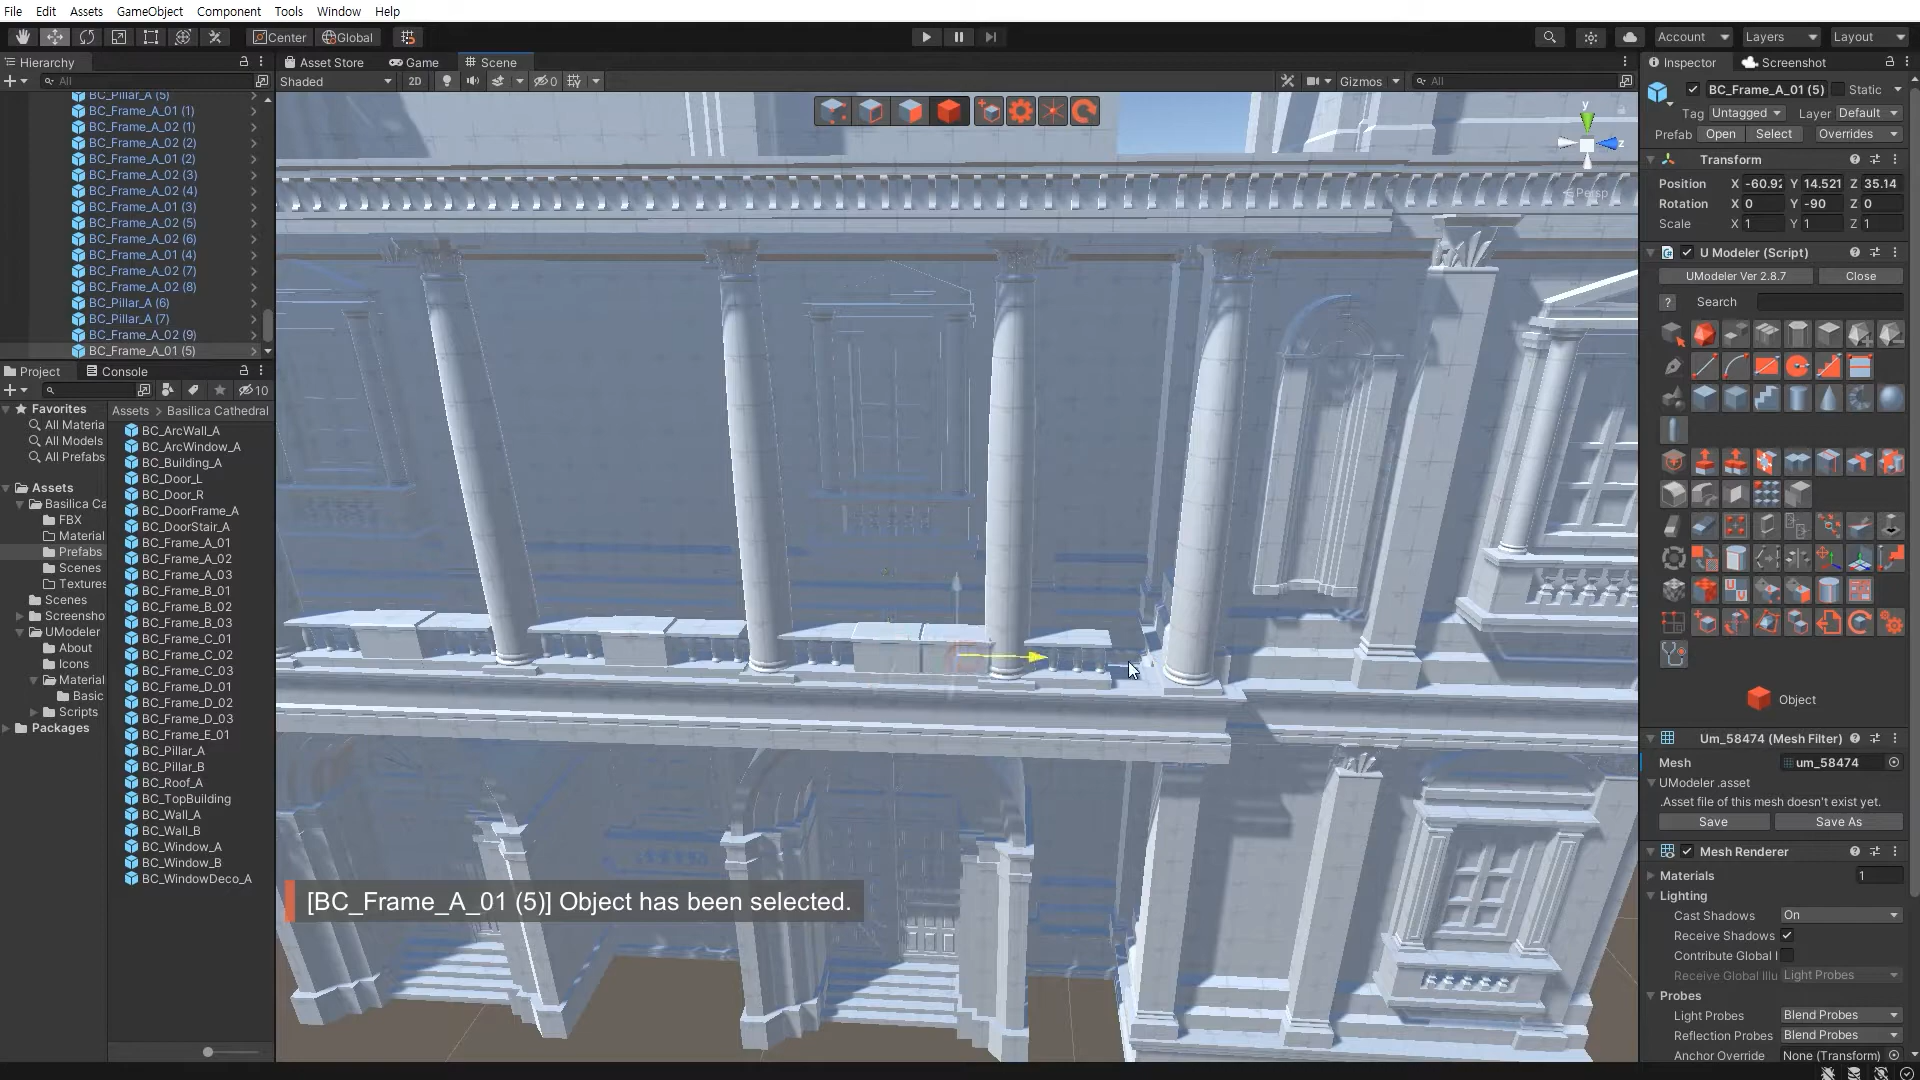 File Edit Assets GameObject Component Tools Window Help
Center Global Account Layers Layout
Hierarchy
All
BC_Pillar_A (5)
BC_Frame_A_01 (1)
BC_Frame_A_02 (1)
BC_Frame_A_02 (2)
BC_Frame_A_01 (2)
BC_Frame_A_02 (3)
BC_Frame_A_02 (4)
BC_Frame_A_01 (3)
BC_Frame_A_02 (5)
BC_Frame_A_02 (6)
BC_Frame_A_01 (4)
BC_Frame_A_02 (7)
BC_Frame_A_02 (8)
BC_Pillar_A (6)
BC_Pillar_A (7)
BC_Frame_A_02 (9)
BC_Frame_A_01 (5)
Project Console
10
Favorites
All Materia
All Models
All Prefabs
Assets
Basilica Ca
FBX
Material
Prefabs
Scenes
Textures
Scenes
Screensho
UModeler
About
Icons
Material
Basic
Scripts
Packages
Assets > Basilica Cathedral
BC_ArcWall_A
BC_ArcWindow_A
BC_Building_A
BC_Door_L
BC_Door_R
BC_DoorFrame_A
BC_DoorStair_A
BC_Frame_A_01
BC_Frame_A_02
BC_Frame_A_03
BC_Frame_B_01
BC_Frame_B_02
BC_Frame_B_03
BC_Frame_C_01
BC_Frame_C_02
BC_Frame_C_03
BC_Frame_D_01
BC_Frame_D_02
BC_Frame_D_03
BC_Frame_E_01
BC_Pillar_A
BC_Pillar_B
BC_Roof_A
BC_TopBuilding
BC_Wall_A
BC_Wall_B
BC_Window_A
BC_Window_B
BC_WindowDeco_A
Asset Store Game Scene
Shaded 2D 0 Gizmos All
y
z
Persp
[BC_Frame_A_01 (5)] Object has been selected.
Inspector Screenshot
BC_Frame_A_01 (5) Static
Tag Untagged Layer Default
Prefab Open Select Overrides
Transform
Position X -60.92 Y 14.521 Z 35.14
Rotation X 0 Y -90 Z 0
Scale X 1 Y 1 Z 1
U Modeler (Script)
UModeler Ver 2.8.7 Close
? Search
Object
Um_58474 (Mesh Filter)
Mesh um_58474
UModeler .asset
.Asset file of this mesh doesn't exist yet.
Save Save As
Mesh Renderer
Materials 1
Lighting
Cast Shadows On
Receive Shadows
Contribute Global I
Receive Global Illu Light Probes
Probes
Light Probes Blend Probes
Reflection Probes Blend Probes
Anchor Override None (Transform)